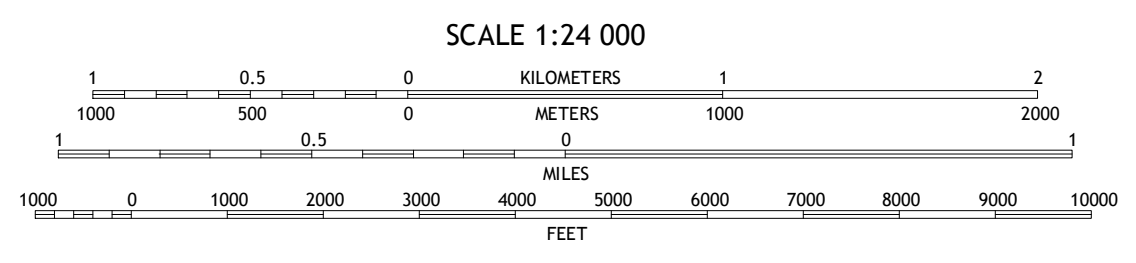 SCALE 1:24 000
1 0.5 0 KILOMETERS 1 2
1000 500 0 METERS 1000 2000
1 0.5 0 1
MILES
1000 0 1000 2000 3000 4000 5000 6000 7000 8000 9000 10000
FEET